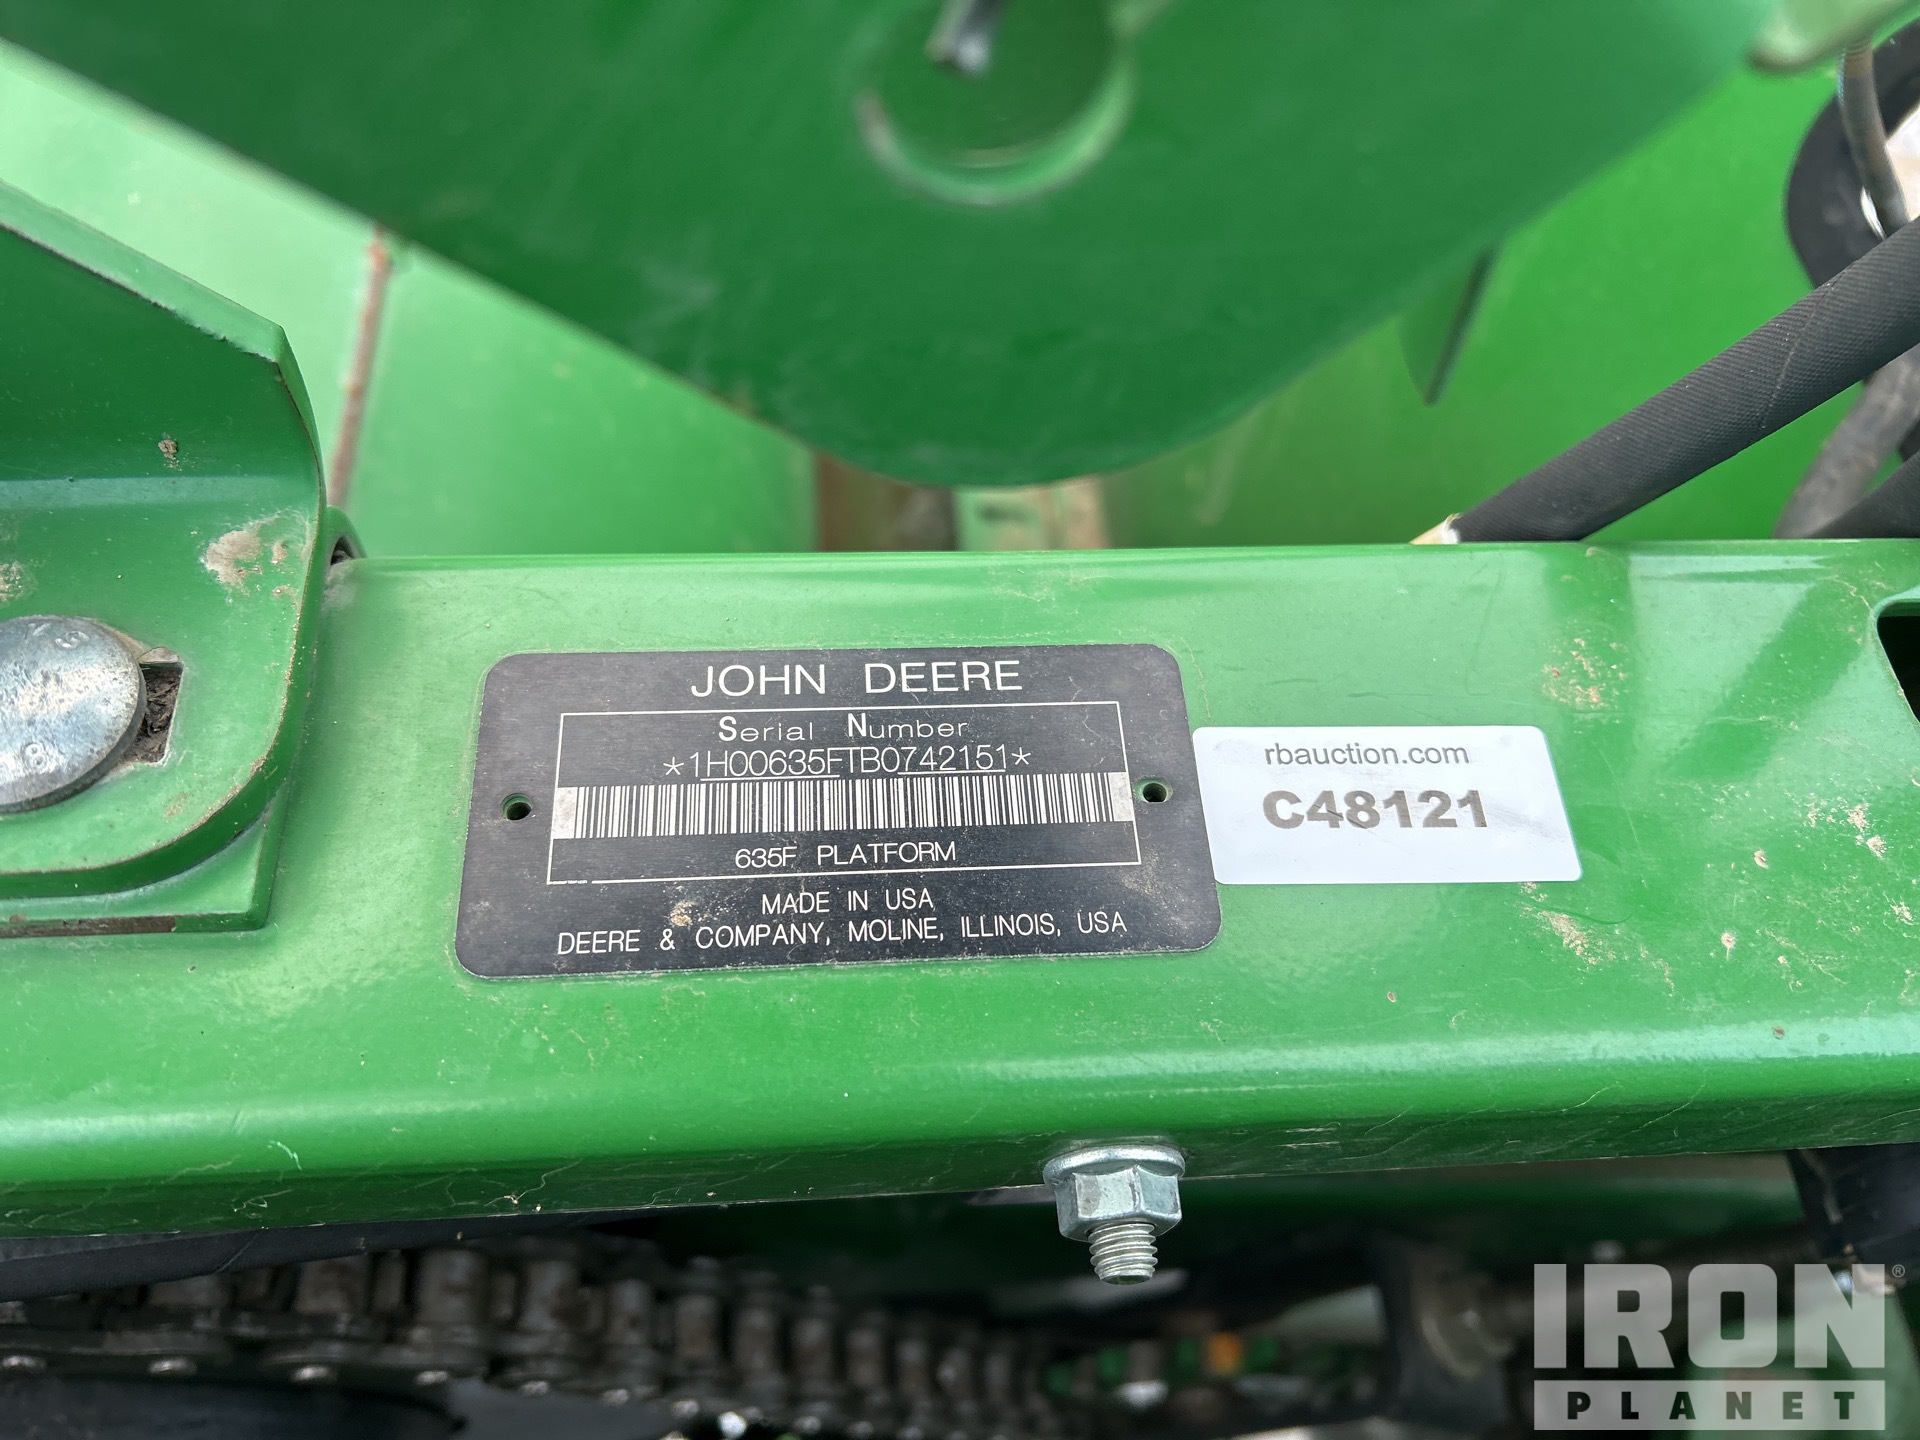 JOHN DEERE
Serial Number
*1H00635FTB0742151*
635F PLATFORM
MADE IN USA
DEERE & COMPANY, MOLINE, ILLINOIS, USA
rbauction.com
C48121
IRON®
PLANET